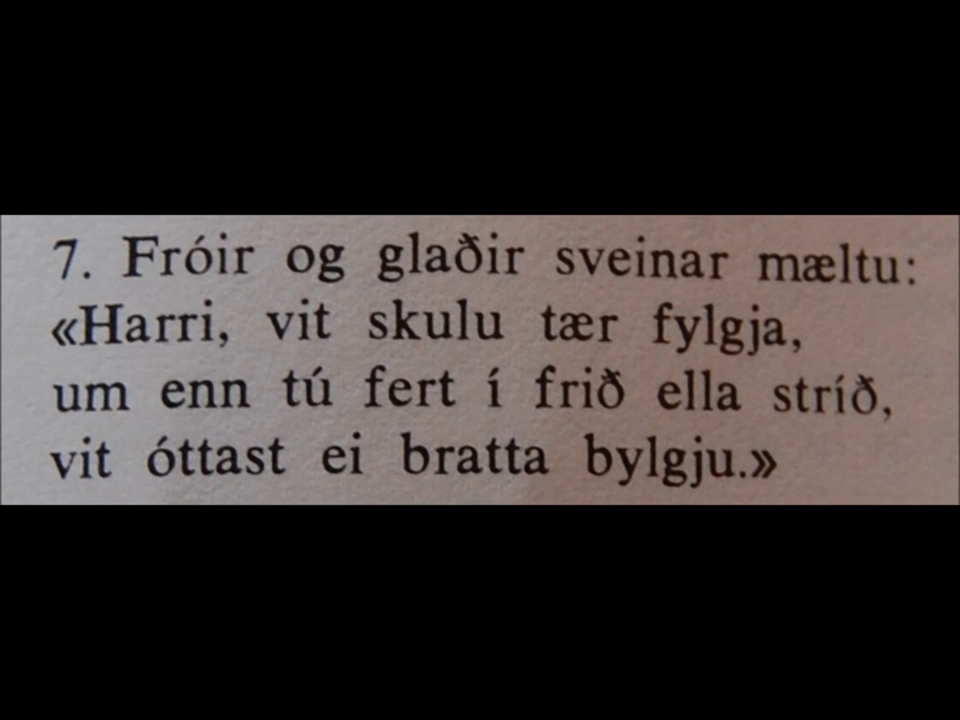 7. Fróir og glaðir sveinar mæltu:
«Harri, vit skulu tær fylgja,
um enn tú fert í frið ella stríð,
vit óttast ei bratta bylgju.»